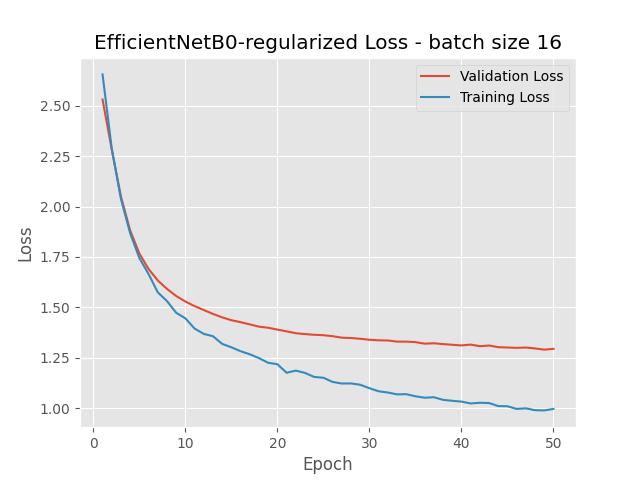 EfficientNetB0-regularized Loss - batch size 16
Validation Loss
Training Loss
2.50
2.25
2.00
1.75
1.50
1.25
1.00
Loss
0 10 20 30 40 50
Epoch